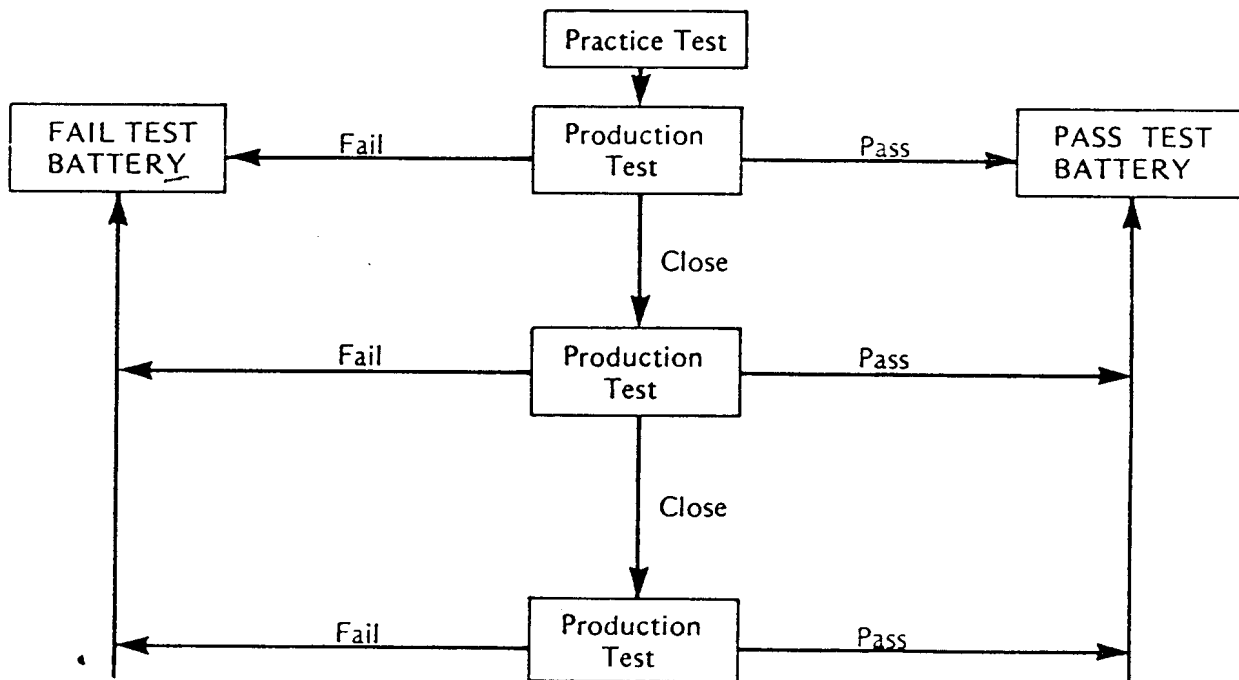 Practice Test
FAIL TEST
BATTERY
Fail
Production
Test
Pass
PASS TEST
BATTERY
Close
Fail
Production
Test
Pass
Close
Fail
Production
Test
Pass